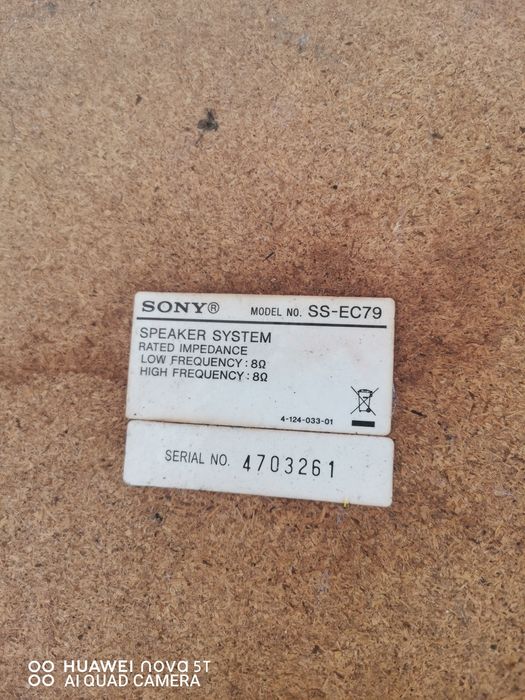 SONY® MODEL NO. SS-EC79
SPEAKER SYSTEM
RATED IMPEDANCE
LOW FREQUENCY : 8Ω
HIGH FREQUENCY : 8Ω
4-124-033-01
SERIAL NO. 4703261
HUAWEI nova 5T
AI QUAD CAMERA